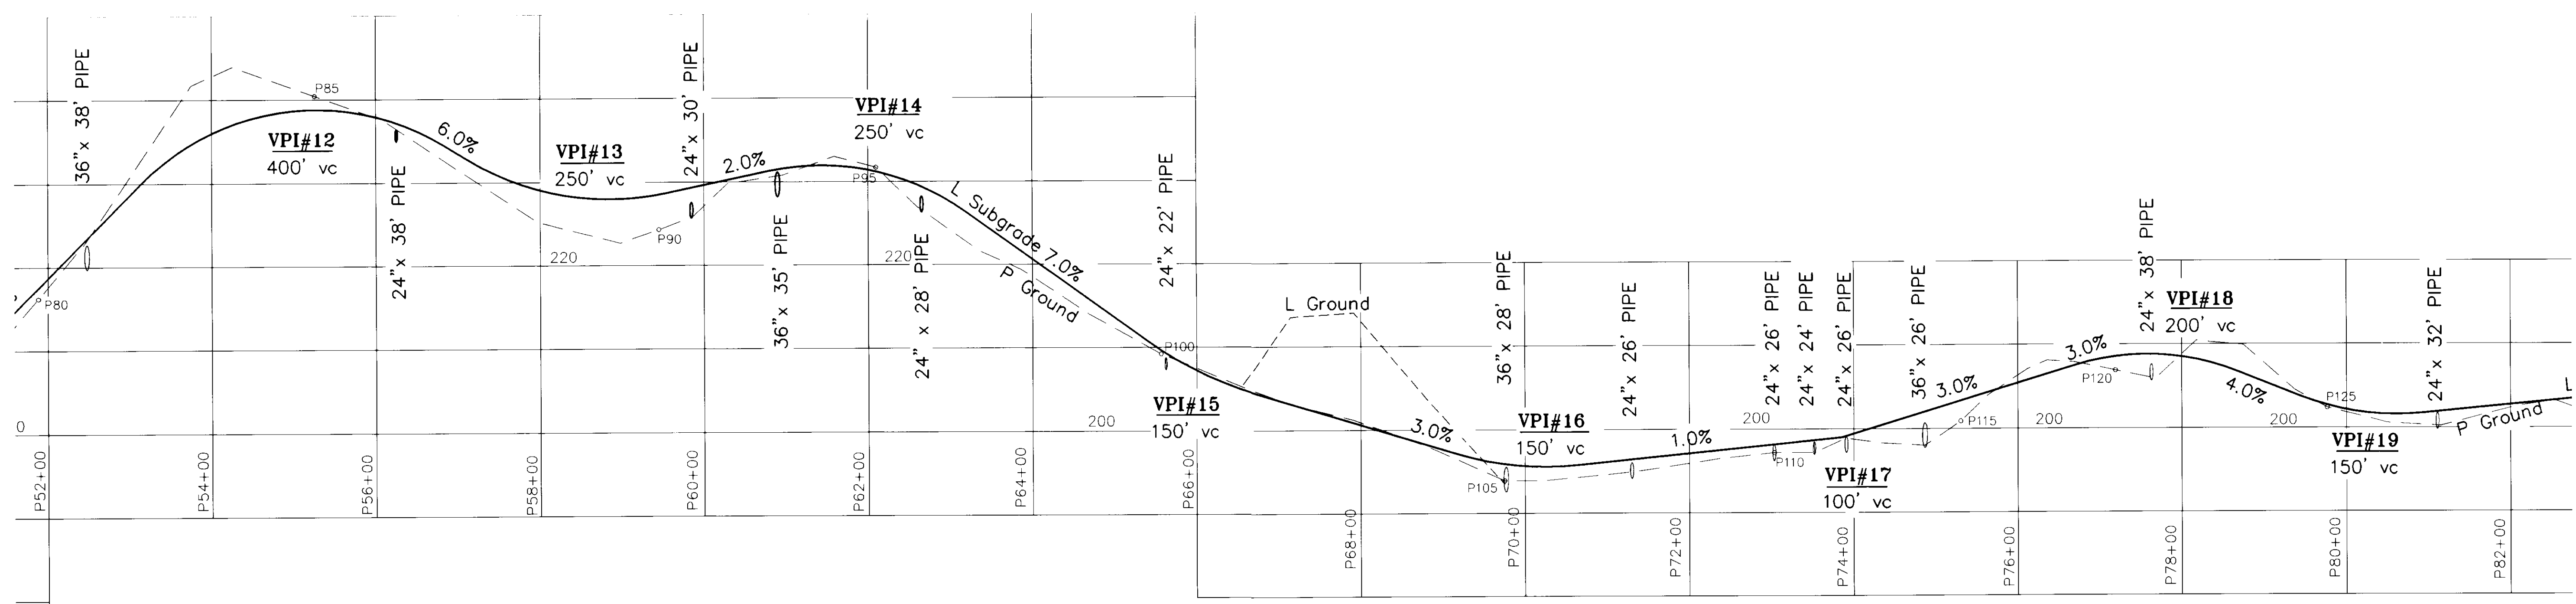 36"x 38' PIPE
P85
VPI#12
400' vc
6.0%
24"x 38' PIPE
VPI#13
250' vc
24"x 30' PIPE
2.0%
VPI#14
250' vc
P95
36"x 35' PIPE
24" x 28' PIPE
L Subgrade 7.0%
P Ground
24"x 22' PIPE
P80
P90
220
220
P100
VPI#15
150' vc
L Ground
0
200
3.0%
36"x 28' PIPE
P105
VPI#16
150' vc
24"x 26' PIPE
1.0%
24"x 26' PIPE
24"x 24' PIPE
24"x 26' PIPE
200
P110
VPI#17
100' vc
36"x 26' PIPE
3.0%
P115
200
3.0%
P120
24"x 38' PIPE
VPI#18
200' vc
4.0%
P125
200
VPI#19
150' vc
24"x 32' PIPE
P Ground
L
P52+00
P54+00
P56+00
P58+00
P60+00
P62+00
P64+00
P66+00
P68+00
P70+00
P72+00
P74+00
P76+00
P78+00
P80+00
P82+00